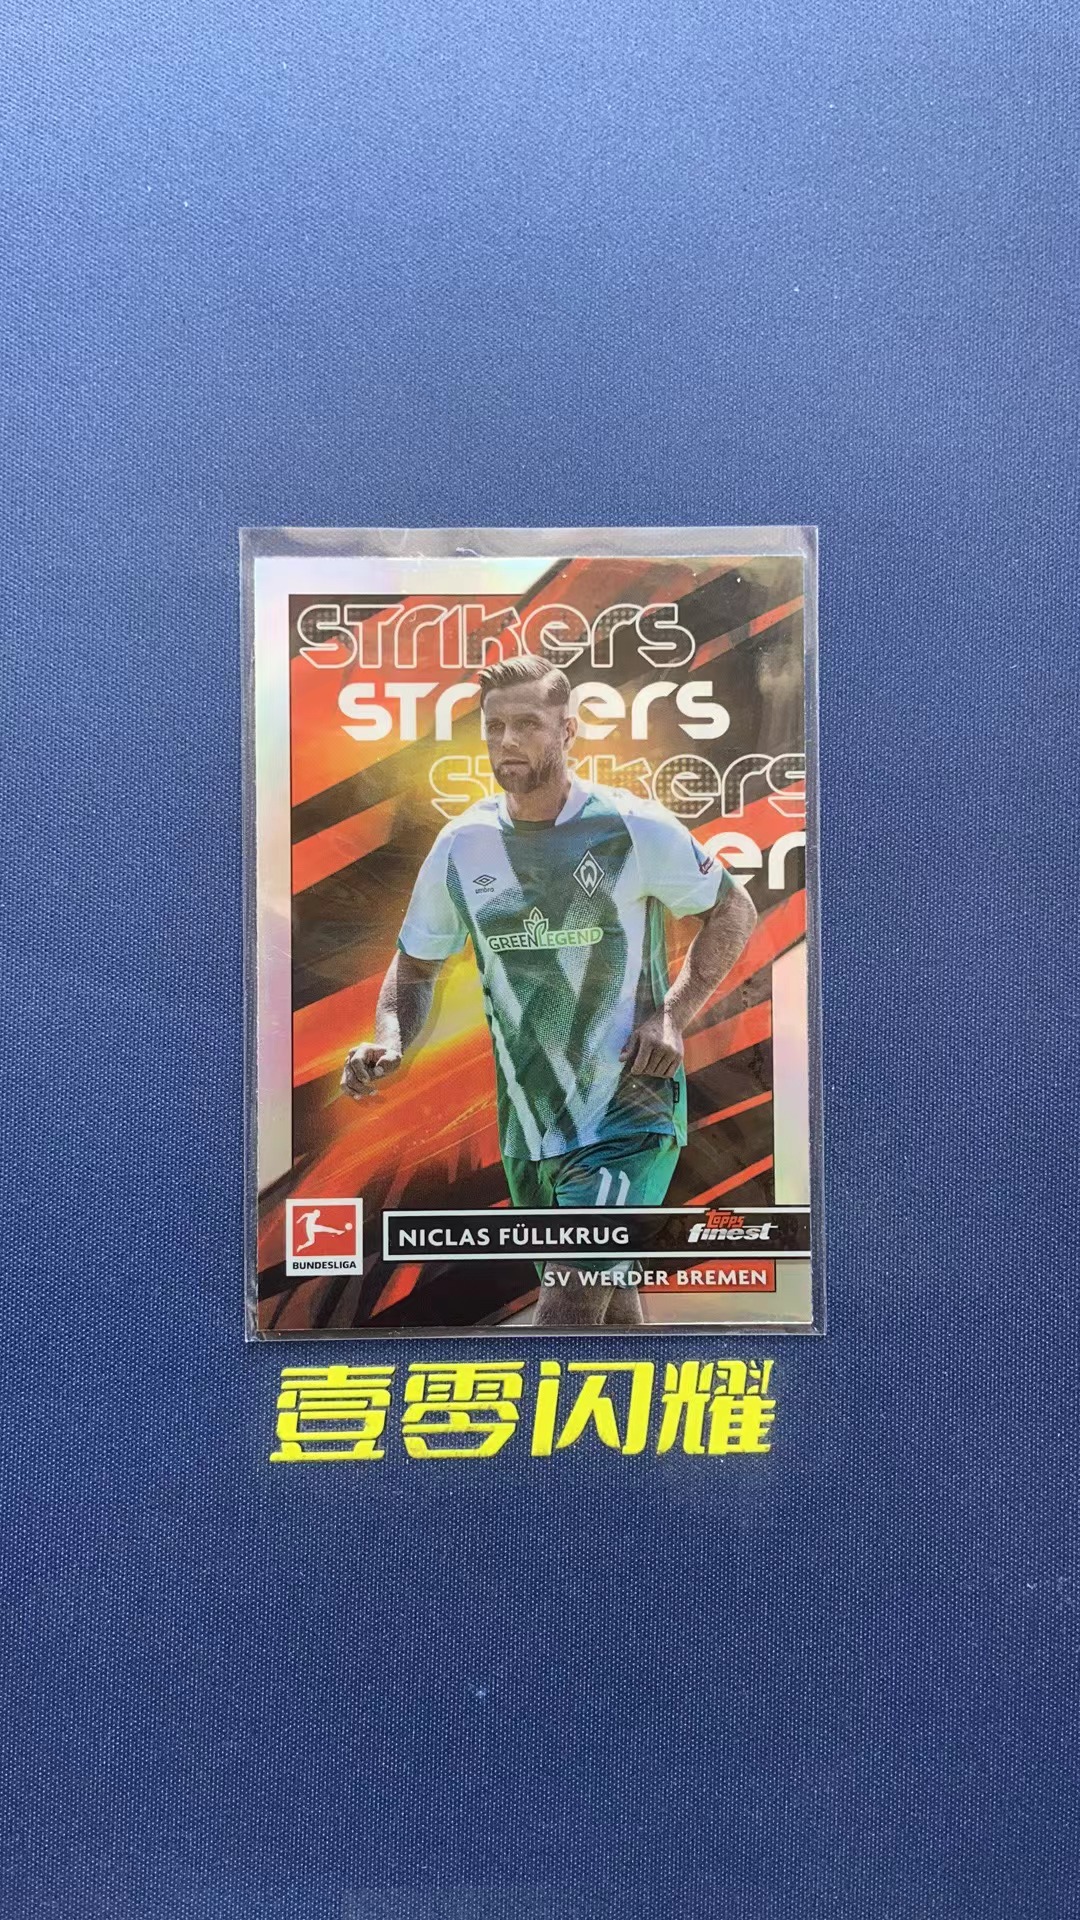 STRIKERS
STRIKERS
STRIKERS
er
umbro
W
GREEN LEGEND
11
BUNDESLIGA
NICLAS FÜLLKRUG
Topps finest
SV WERDER BREMEN
壹零闪耀